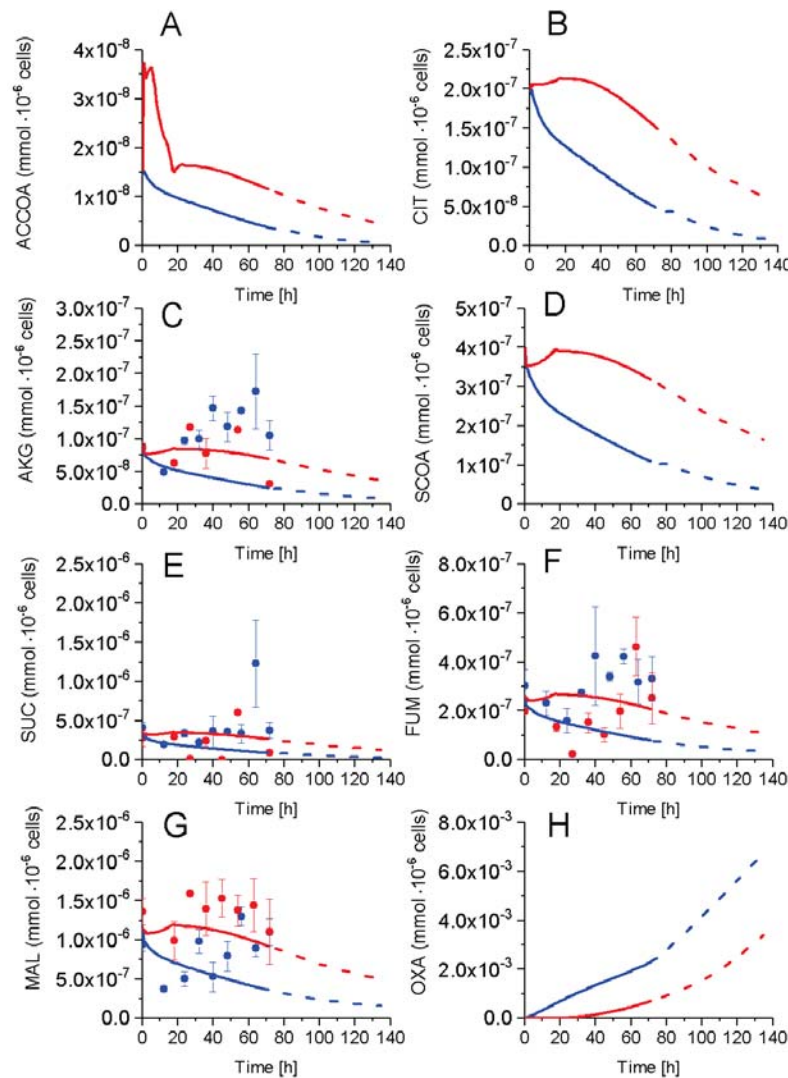 A
ACCOA (mmol·10⁻⁶ cells)
4x10⁻⁸
3x10⁻⁸
2x10⁻⁸
1x10⁻⁸
0
0 20 40 60 80 100 120 140
Time [h]
B
CIT (mmol·10⁻⁶ cells)
2.5x10⁻⁷
2.0x10⁻⁷
1.5x10⁻⁷
1.0x10⁻⁷
5.0x10⁻⁸
0
0 20 40 60 80 100 120 140
Time [h]
C
AKG (mmol·10⁻⁶ cells)
3.0x10⁻⁷
2.5x10⁻⁷
2.0x10⁻⁷
1.5x10⁻⁷
1.0x10⁻⁷
5.0x10⁻⁸
0.0
0 20 40 60 80 100 120 140
Time [h]
D
SCOA (mmol·10⁻⁶ cells)
5x10⁻⁷
4x10⁻⁷
3x10⁻⁷
2x10⁻⁷
1x10⁻⁷
0
0 20 40 60 80 100 120 140
Time [h]
E
SUC (mmol·10⁻⁶ cells)
2.5x10⁻⁶
2.0x10⁻⁶
1.5x10⁻⁶
1.0x10⁻⁶
5.0x10⁻⁷
0.0
0 20 40 60 80 100 120 140
Time [h]
F
FUM (mmol·10⁻⁶ cells)
8.0x10⁻⁷
6.0x10⁻⁷
4.0x10⁻⁷
2.0x10⁻⁷
0.0
0 20 40 60 80 100 120 140
Time [h]
G
MAL (mmol·10⁻⁶ cells)
2.5x10⁻⁶
2.0x10⁻⁶
1.5x10⁻⁶
1.0x10⁻⁶
5.0x10⁻⁷
0.0
0 20 40 60 80 100 120 140
Time [h]
H
OXA (mmol·10⁻⁶ cells)
8.0x10⁻³
6.0x10⁻³
4.0x10⁻³
2.0x10⁻³
0.0
0 20 40 60 80 100 120 140
Time [h]